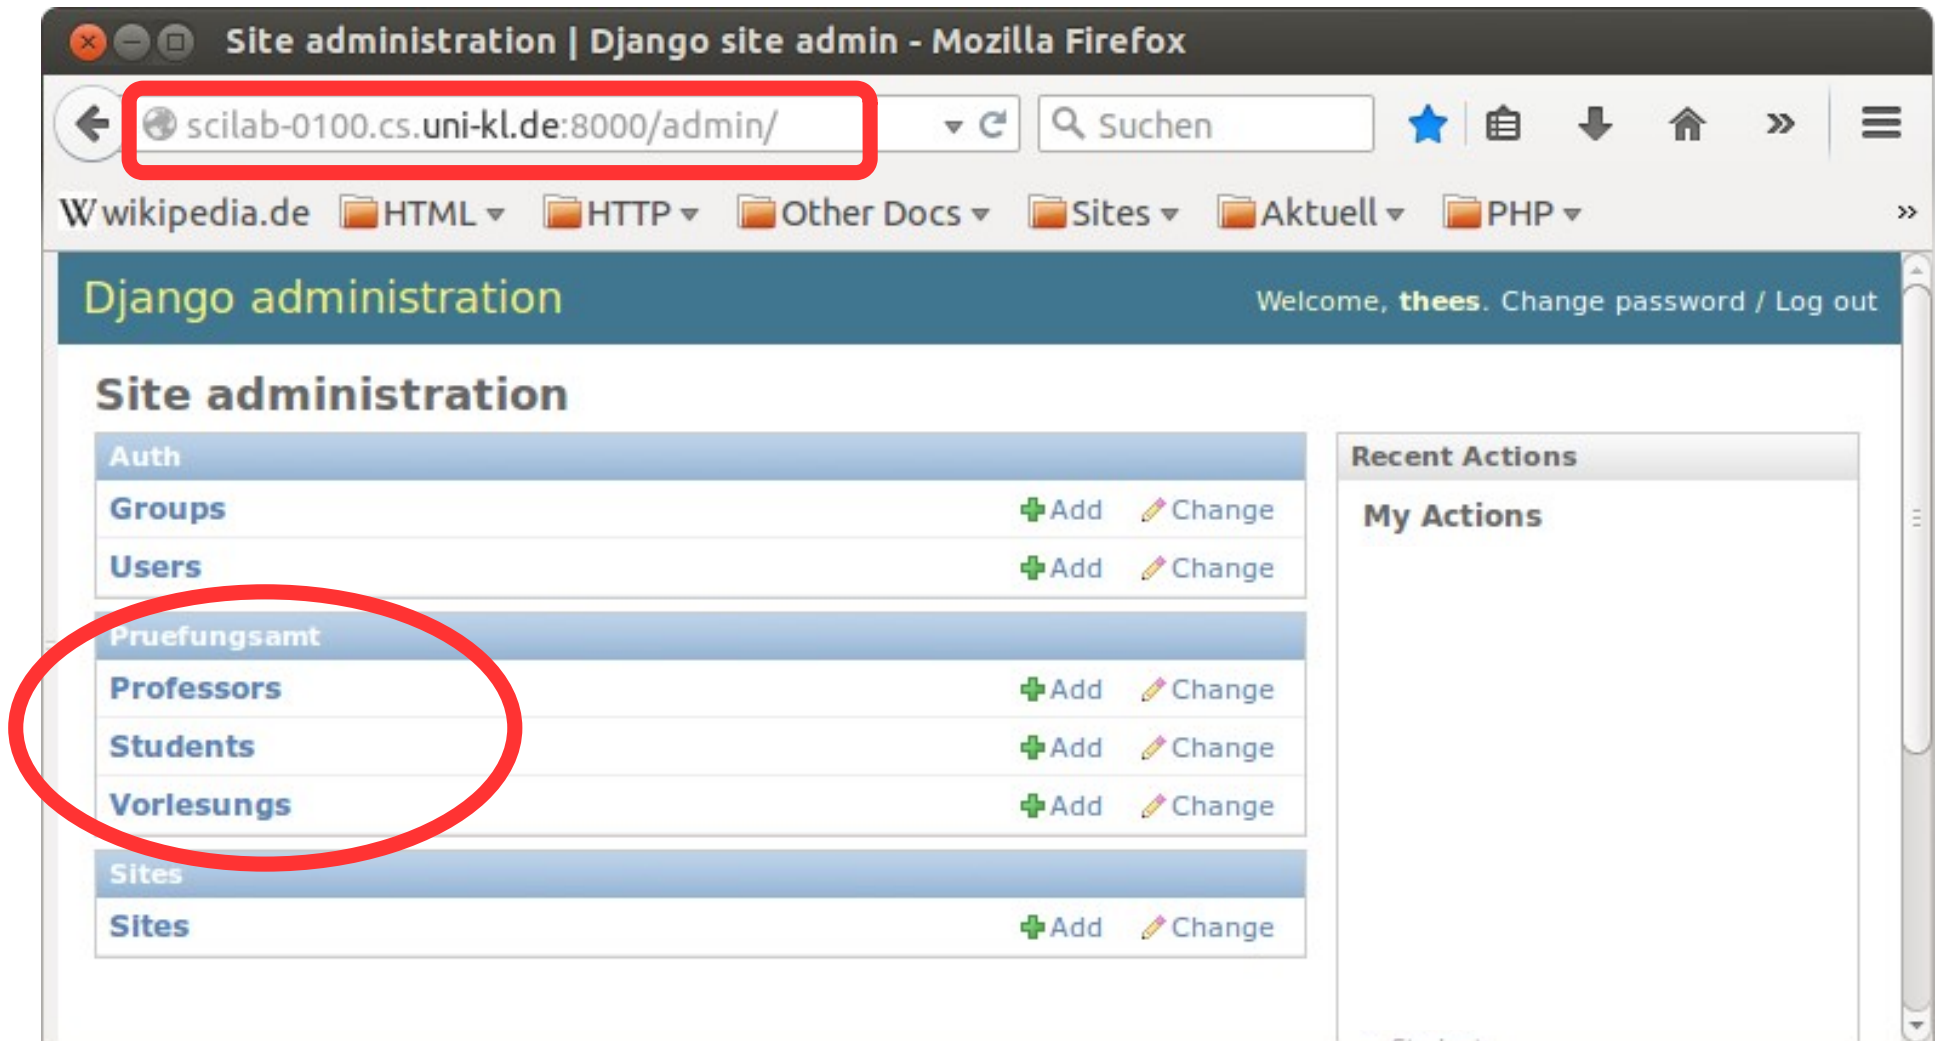 Site administration | Django site admin - Mozilla Firefox
scilab-0100.cs.uni-kl.de:8000/admin/ Suchen
Wwikipedia.de HTML HTTP Other Docs Sites Aktuell PHP
Django administration Welcome, thees. Change password / Log out
Site administration
Auth
Groups Add Change
Users Add Change
Pruefungsamt
Professors Add Change
Students Add Change
Vorlesungs Add Change
Sites
Sites Add Change
Recent Actions
My Actions